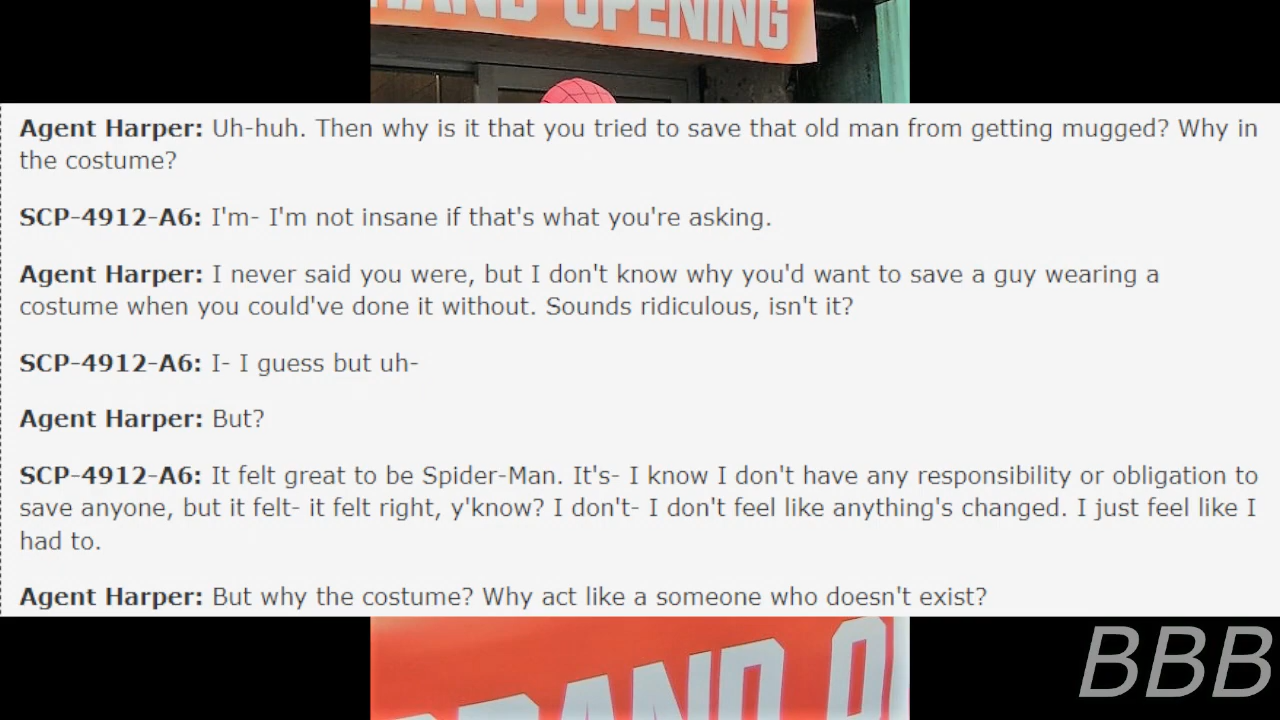 GRAND OPENING
Agent Harper: Uh-huh. Then why is it that you tried to save that old man from getting mugged? Why in
the costume?
SCP-4912-A6: I'm- I'm not insane if that's what you're asking.
Agent Harper: I never said you were, but I don't know why you'd want to save a guy wearing a
costume when you could've done it without. Sounds ridiculous, isn't it?
SCP-4912-A6: I- I guess but uh-
Agent Harper: But?
SCP-4912-A6: It felt great to be Spider-Man. It's- I know I don't have any responsibility or obligation to
save anyone, but it felt- it felt right, y'know? I don't- I don't feel like anything's changed. I just feel like I
had to.
Agent Harper: But why the costume? Why act like a someone who doesn't exist?
GRAND O
BBB